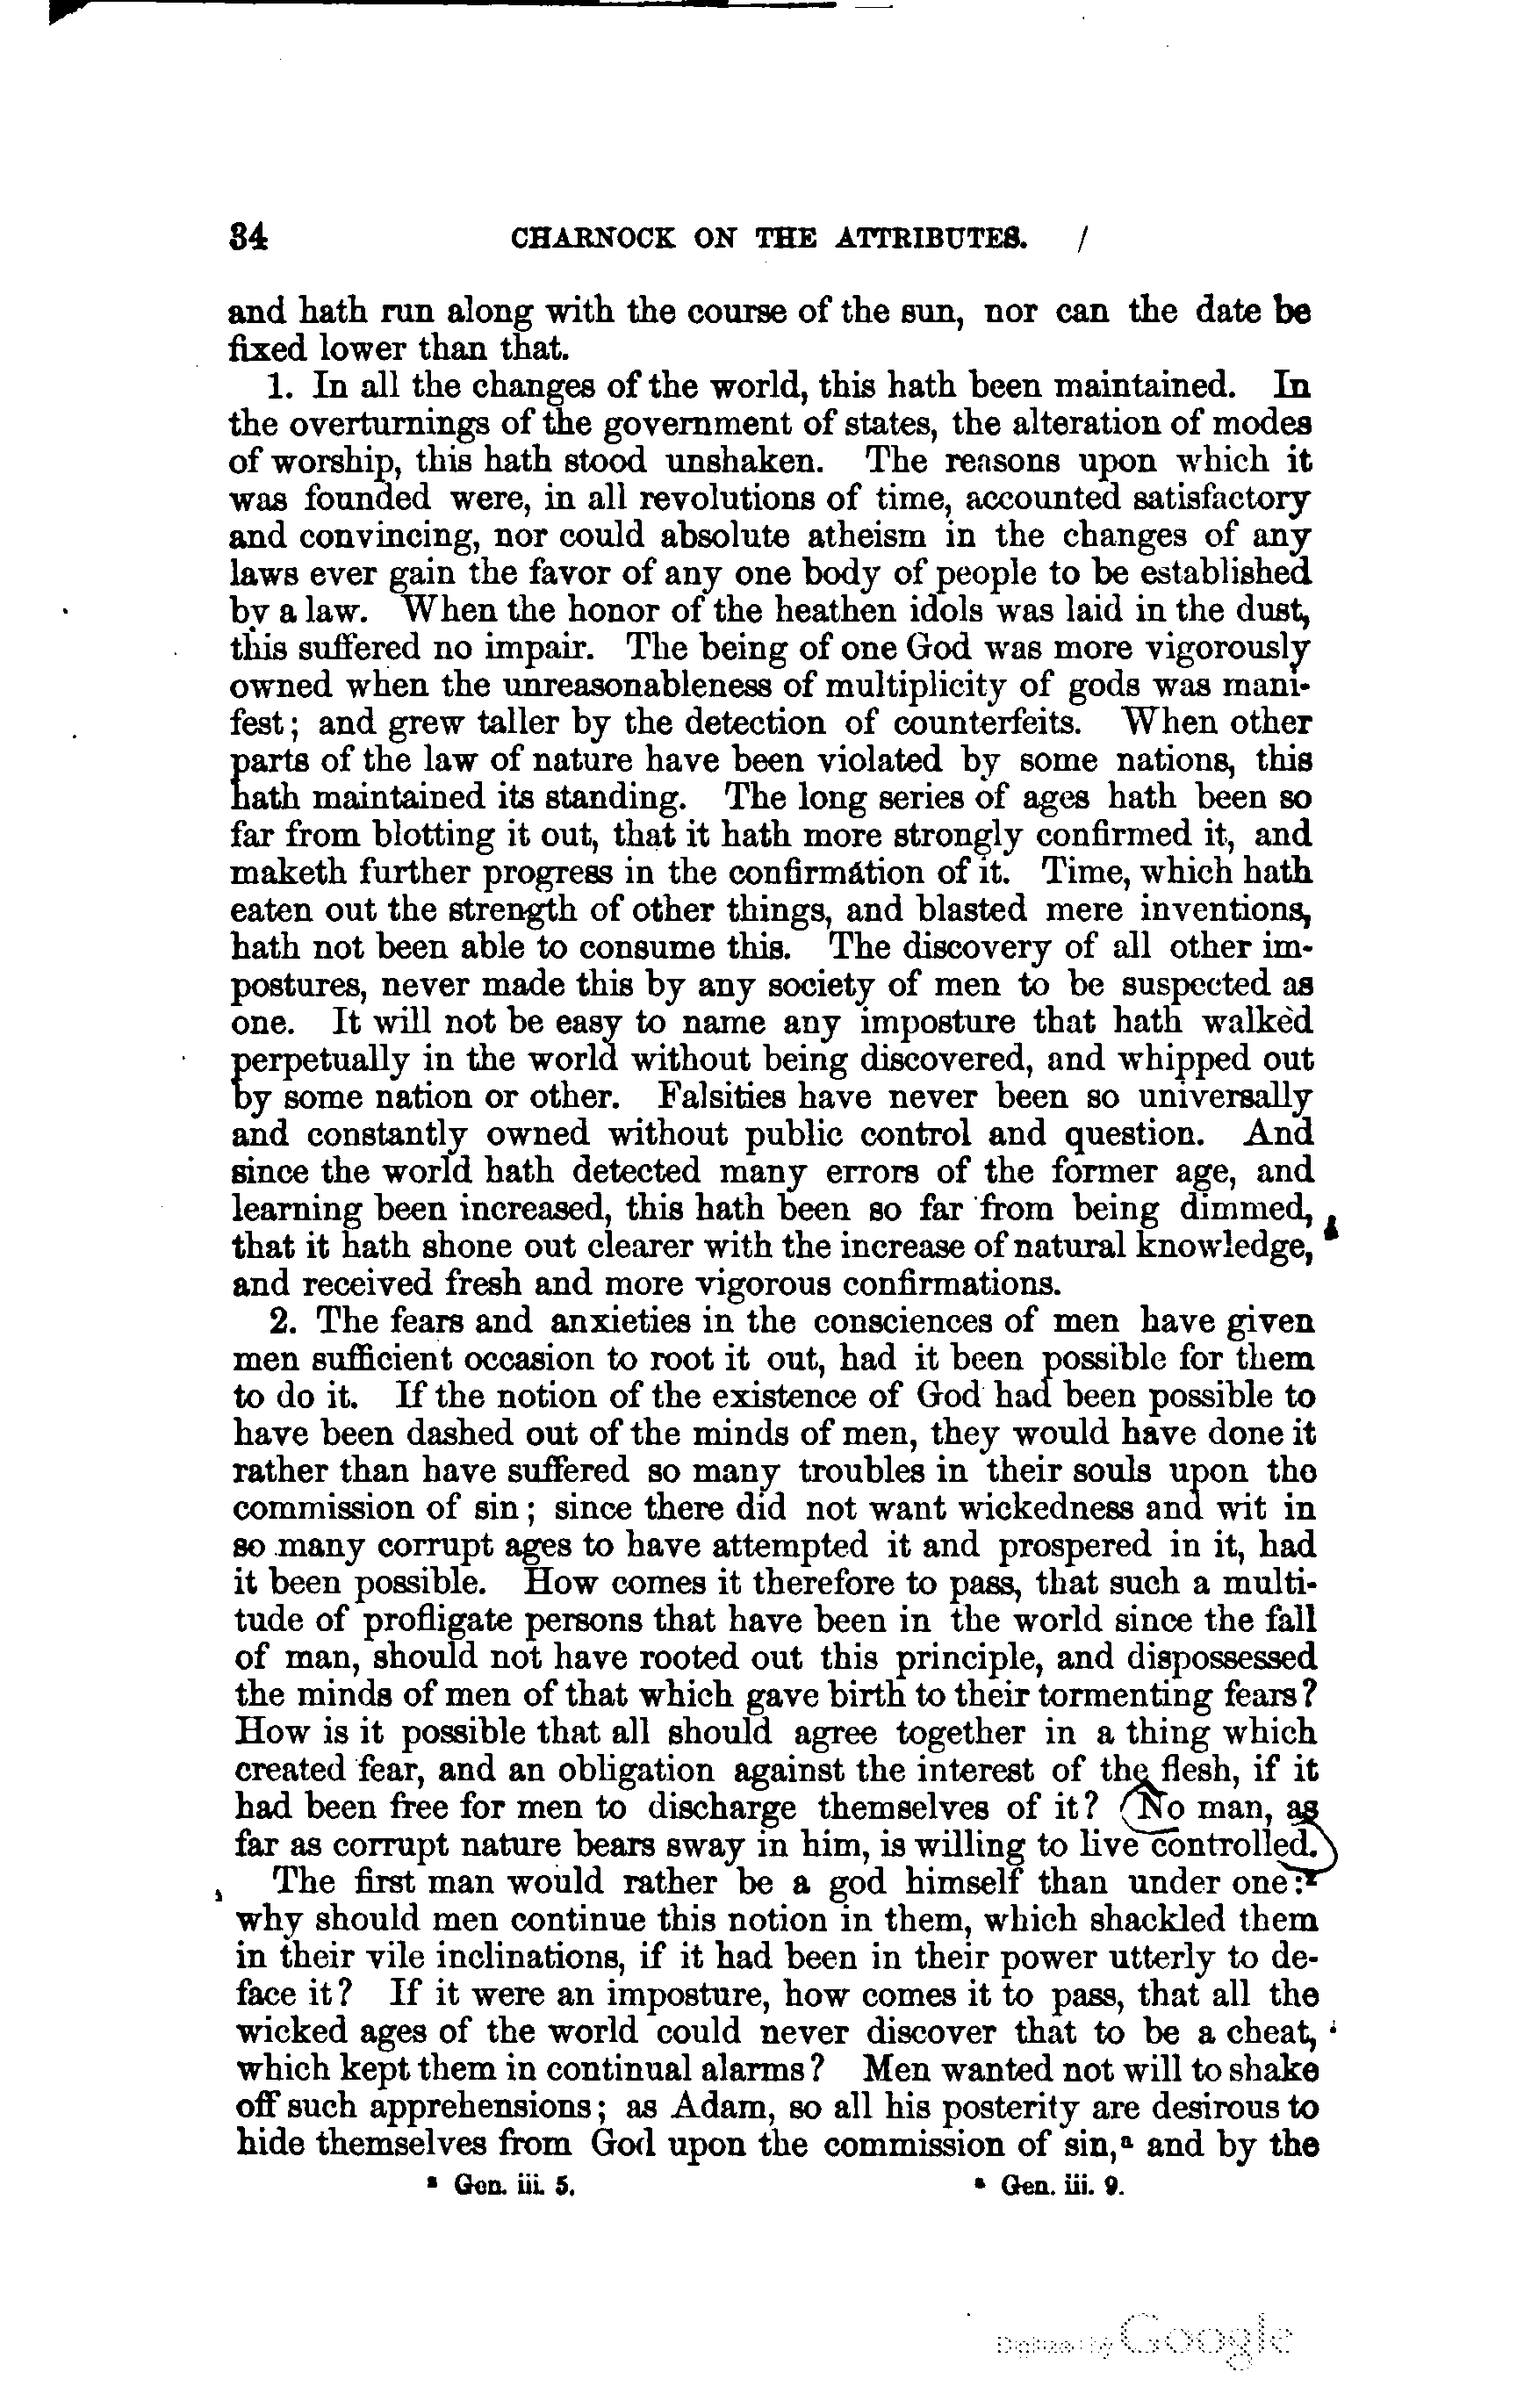 34 CHARNOCK ON THE ATTRIBUTES.
and hath run along with the course of the sun, nor can the date be
fixed lower than that.
1. In all the changes of the world, this hath been maintained. In
the overturnings of the government of states, the alteration of modes
of worship, this hath stood unshaken. The reasons upon which it
was founded were, in all revolutions of time, accounted satisfactory
and convincing, nor could absolute atheism in the changes of any
laws ever gain the favor of any one body of people to be established
by a law. When the honor of the heathen idols was laid in the dust,
this suffered no impair. The being of one God was more vigorously
owned when the unreasonableness of multiplicity of gods was mani-
fest; and grew taller by the detection of counterfeits. When other
parts of the law of nature have been violated by some nations, this
hath maintained its standing. The long series of ages hath been so
far from blotting it out, that it hath more strongly confirmed it, and
maketh further progress in the confirmation of it. Time, which hath
eaten out the strength of other things, and blasted mere inventions,
hath not been able to consume this. The discovery of all other im-
postures, never made this by any society of men to be suspected as
one. It will not be easy to name any imposture that hath walked
perpetually in the world without being discovered, and whipped out
by some nation or other. Falsities have never been so universally
and constantly owned without public control and question. And
since the world hath detected many errors of the former age, and
learning been increased, this hath been so far from being dimmed,
that it hath shone out clearer with the increase of natural knowledge,
and received fresh and more vigorous confirmations.
2. The fears and anxieties in the consciences of men have given
men sufficient occasion to root it out, had it been possible for them
to do it. If the notion of the existence of God had been possible to
have been dashed out of the minds of men, they would have done it
rather than have suffered so many troubles in their souls upon the
commission of sin; since there did not want wickedness and wit in
so many corrupt ages to have attempted it and prospered in it, had
it been possible. How comes it therefore to pass, that such a multi-
tude of profligate persons that have been in the world since the fall
of man, should not have rooted out this principle, and dispossessed
the minds of men of that which gave birth to their tormenting fears?
How is it possible that all should agree together in a thing which
created fear, and an obligation against the interest of the flesh, if it
had been free for men to discharge themselves of it? No man, as
far as corrupt nature bears sway in him, is willing to live controlled.
The first man would rather be a god himself than under one:ᶻ
why should men continue this notion in them, which shackled them
in their vile inclinations, if it had been in their power utterly to de-
face it? If it were an imposture, how comes it to pass, that all the
wicked ages of the world could never discover that to be a cheat,
which kept them in continual alarms? Men wanted not will to shake
off such apprehensions; as Adam, so all his posterity are desirous to
hide themselves from God upon the commission of sin,ᵃ and by the
ᶻ Gen. iii. 5. ᵃ Gen. iii. 9.
Digitized by Google